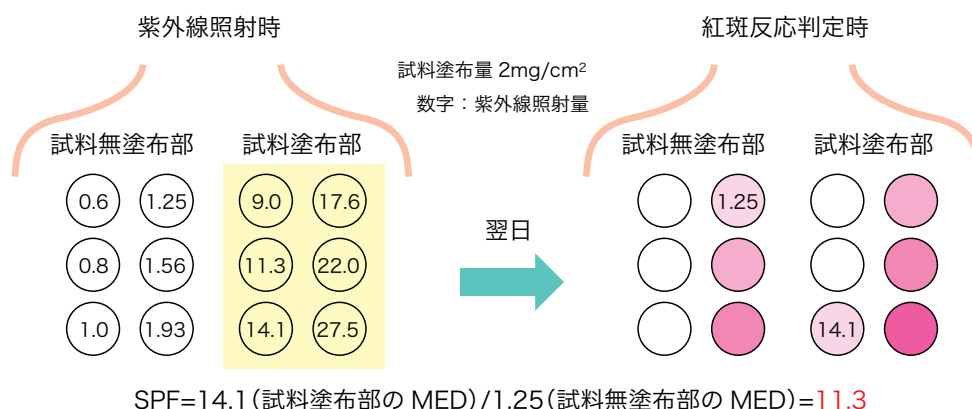 紫外線照射時
紅斑反応判定時
試料塗布量 2mg/cm²
数字：紫外線照射量
試料無塗布部 試料塗布部
試料無塗布部 試料塗布部
0.6 1.25 9.0 17.6
0.8 1.56 11.3 22.0
1.0 1.93 14.1 27.5
翌日
1.25
14.1
SPF=14.1(試料塗布部の MED)/1.25(試料無塗布部の MED)=11.3